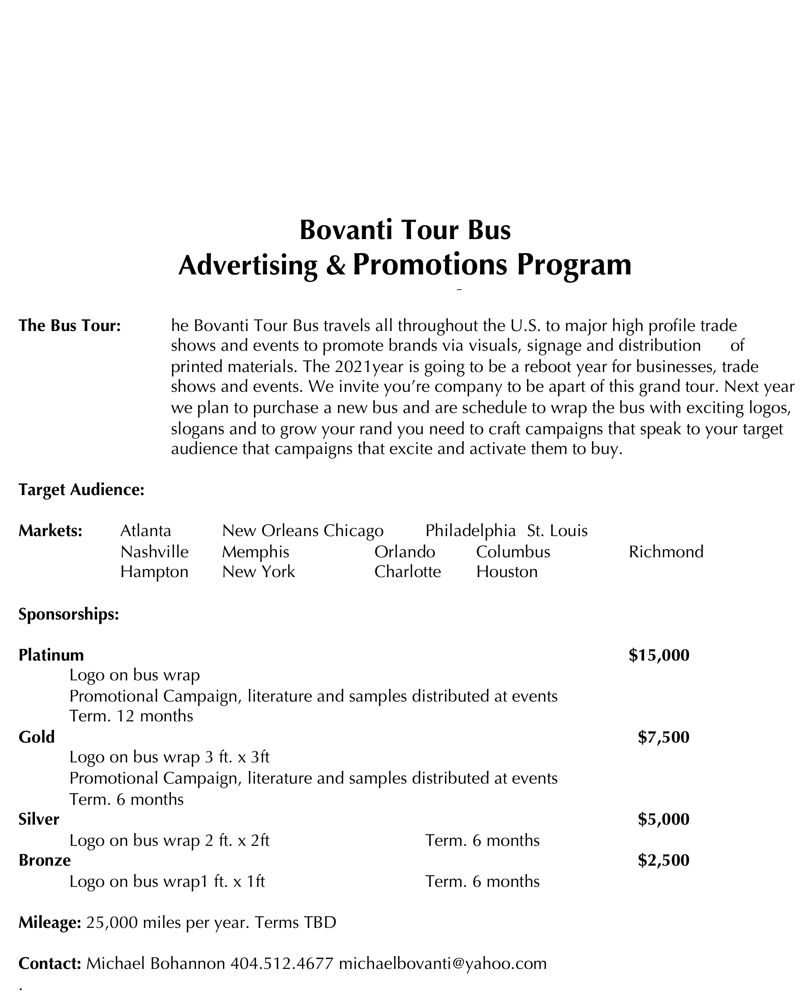 Bovanti Tour Bus
Advertising & Promotions Program
–
The Bus Tour: he Bovanti Tour Bus travels all throughout the U.S. to major high profile trade
shows and events to promote brands via visuals, signage and distribution of
printed materials. The 2021year is going to be a reboot year for businesses, trade
shows and events. We invite you’re company to be apart of this grand tour. Next year
we plan to purchase a new bus and are schedule to wrap the bus with exciting logos,
slogans and to grow your rand you need to craft campaigns that speak to your target
audience that campaigns that excite and activate them to buy.
Target Audience:
Markets: Atlanta New Orleans Chicago Philadelphia St. Louis
Nashville Memphis Orlando Columbus Richmond
Hampton New York Charlotte Houston
Sponsorships:
Platinum $15,000
Logo on bus wrap
Promotional Campaign, literature and samples distributed at events
Term. 12 months
Gold $7,500
Logo on bus wrap 3 ft. x 3ft
Promotional Campaign, literature and samples distributed at events
Term. 6 months
Silver $5,000
Logo on bus wrap 2 ft. x 2ft Term. 6 months
Bronze $2,500
Logo on bus wrap1 ft. x 1ft Term. 6 months
Mileage: 25,000 miles per year. Terms TBD
Contact: Michael Bohannon 404.512.4677 michaelbovanti@yahoo.com
.